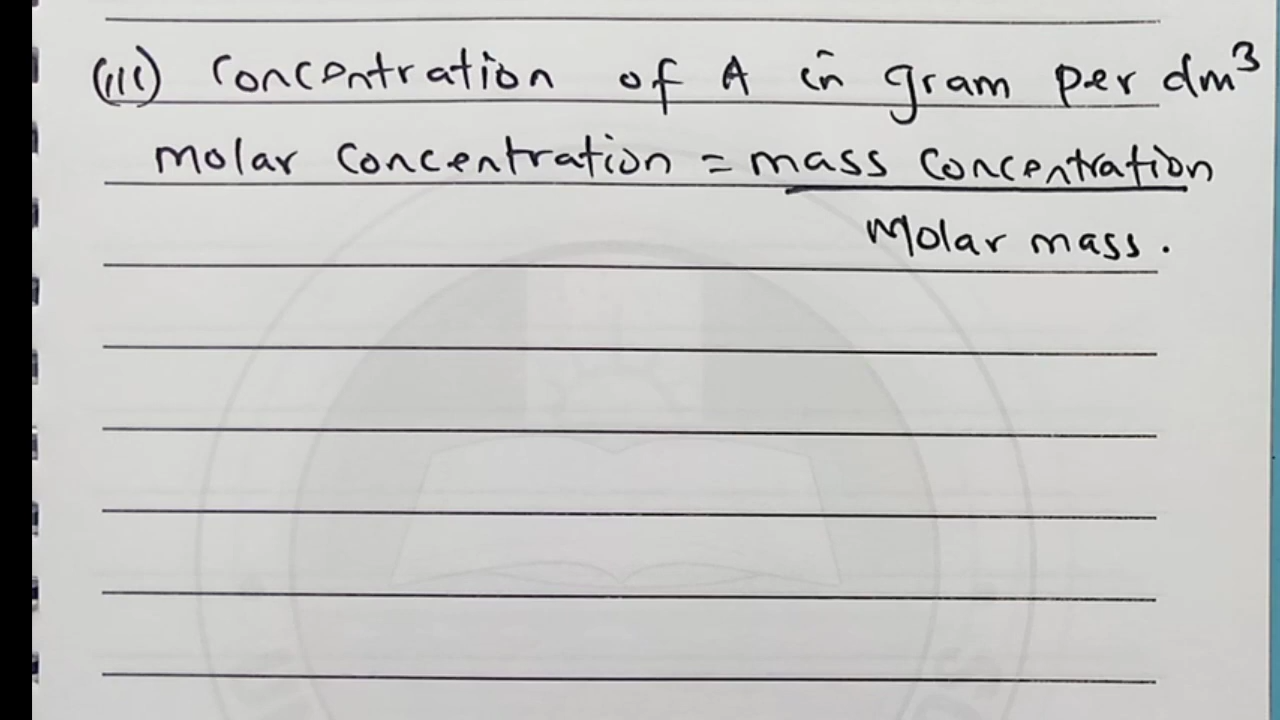 (iii) Concentration of A in gram per dm³
molar concentration = mass concentration
Molar mass.